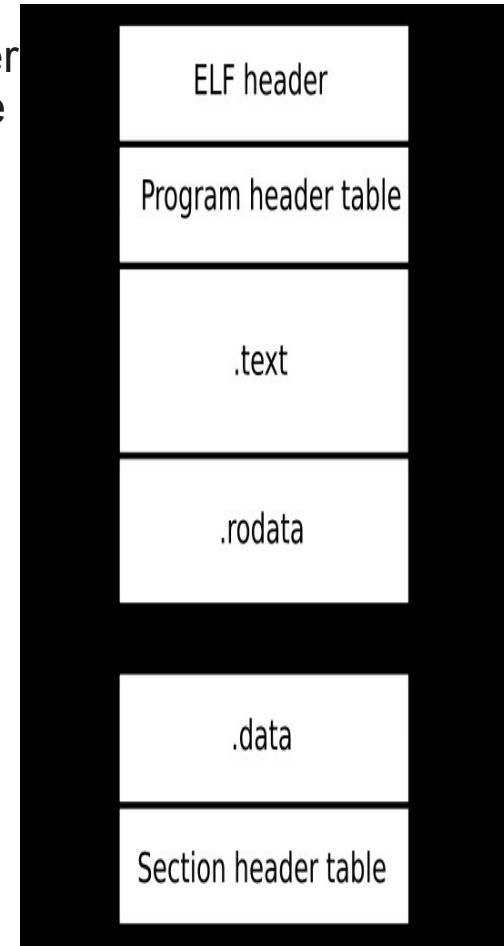 ELF header
Program header table
.text
.rodata
.data
Section header table